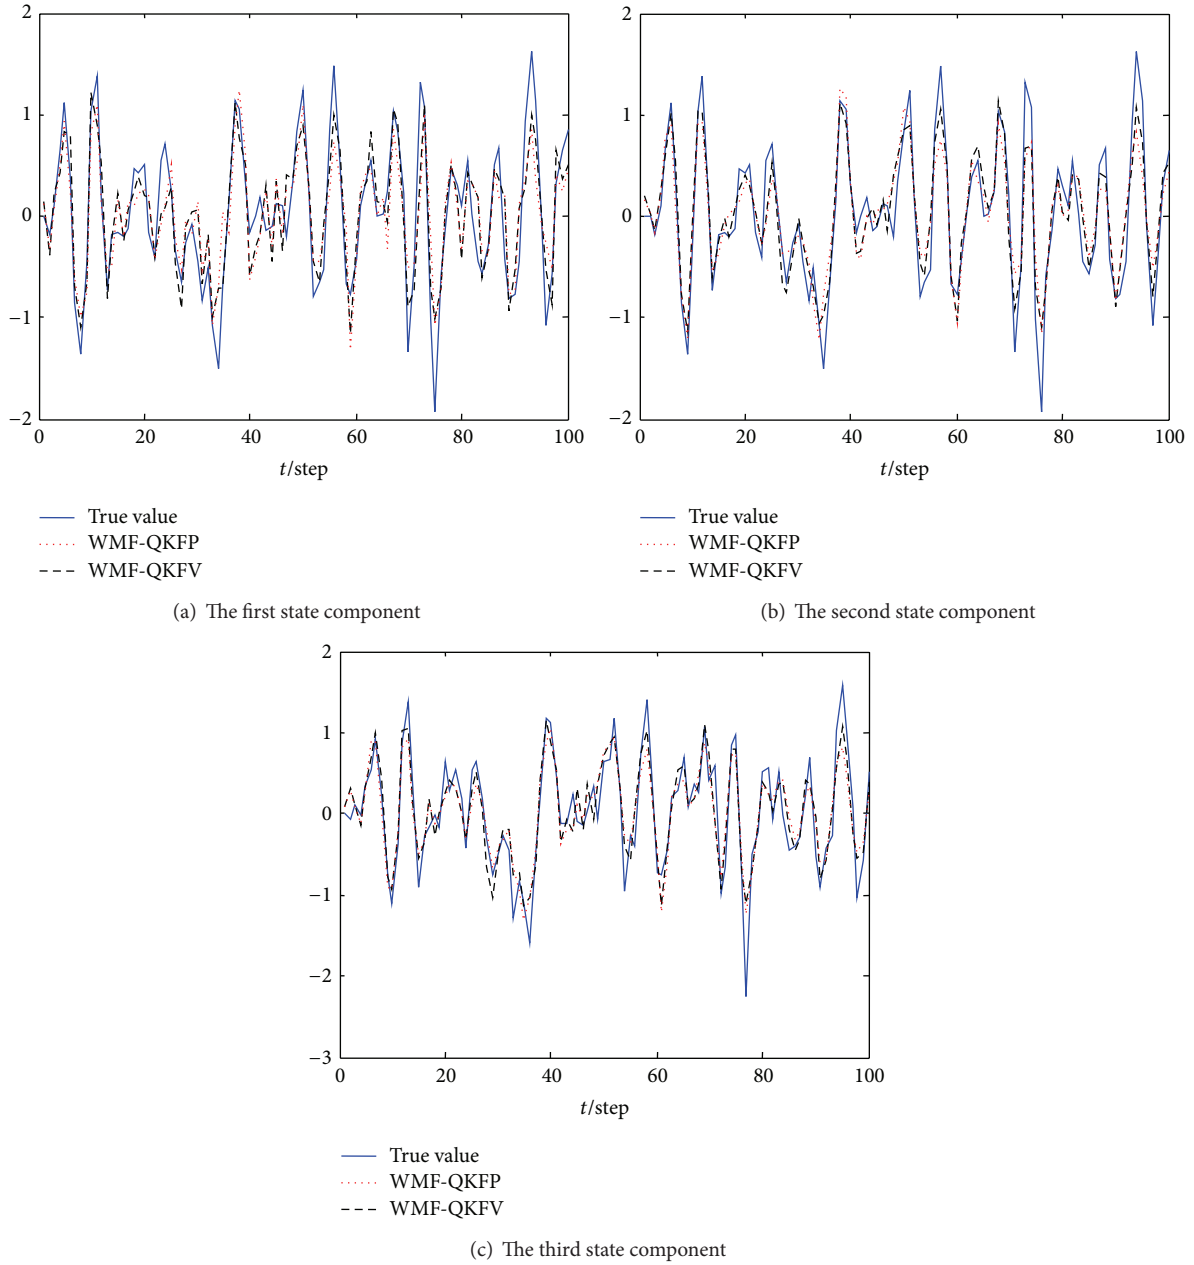 2
1
0
−1
−2
0
20
40
60
80
100
t/step
True value
WMF-QKFP
WMF-QKFV
(a) The first state component
2
1
0
−1
−2
0
20
40
60
80
100
t/step
True value
WMF-QKFP
WMF-QKFV
(b) The second state component
2
1
0
−1
−2
−3
0
20
40
60
80
100
t/step
True value
WMF-QKFP
WMF-QKFV
(c) The third state component